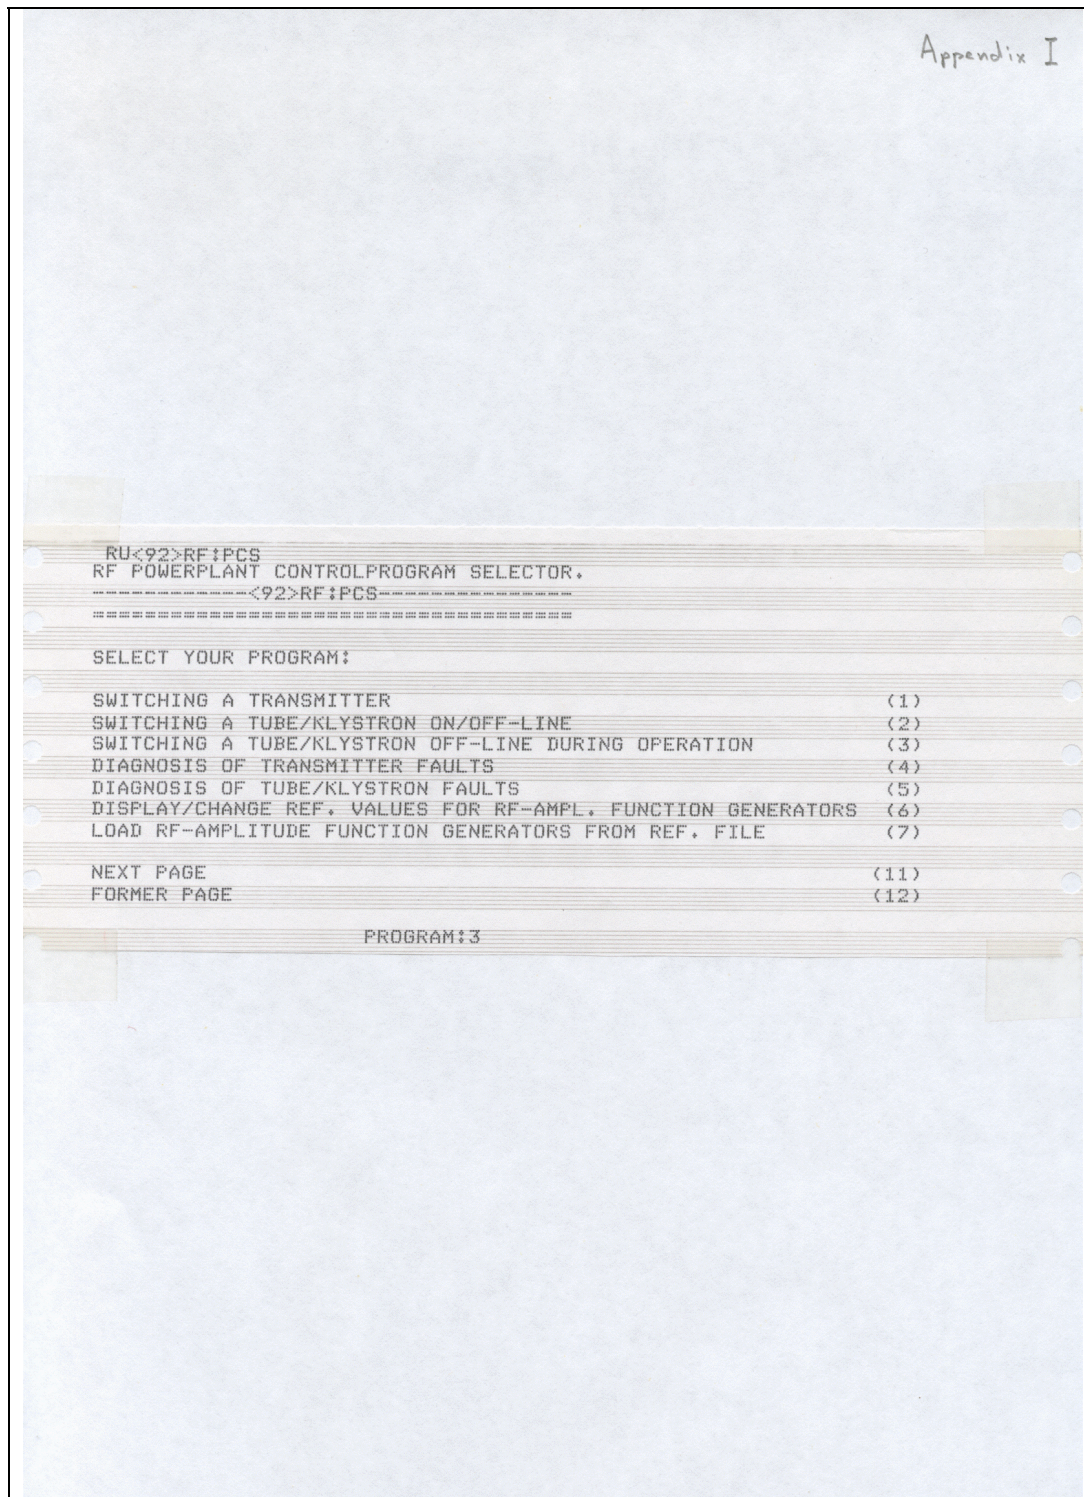 Appendix I
RU<92>RF:PCS
RF POWERPLANT CONTROLPROGRAM SELECTOR.
------------<92>RF:PCS---------------
=====================================
SELECT YOUR PROGRAM:
SWITCHING A TRANSMITTER (1)
SWITCHING A TUBE/KLYSTRON ON/OFF-LINE (2)
SWITCHING A TUBE/KLYSTRON OFF-LINE DURING OPERATION (3)
DIAGNOSIS OF TRANSMITTER FAULTS (4)
DIAGNOSIS OF TUBE/KLYSTRON FAULTS (5)
DISPLAY/CHANGE REF. VALUES FOR RF-AMPL. FUNCTION GENERATORS (6)
LOAD RF-AMPLITUDE FUNCTION GENERATORS FROM REF. FILE (7)
NEXT PAGE (11)
FORMER PAGE (12)
PROGRAM:3